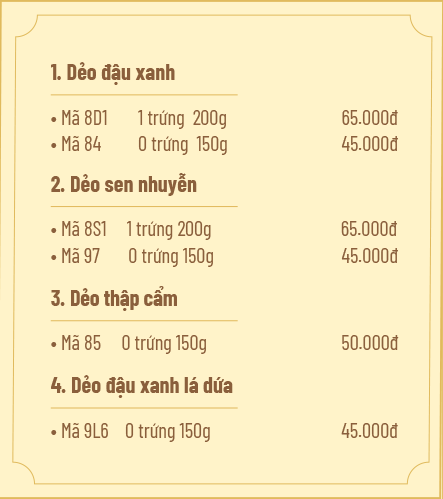 1. Dẻo đậu xanh
• Mã 8D1 1 trứng 200g 65.000đ
• Mã 84 0 trứng 150g 45.000đ
2. Dẻo sen nhuyễn
• Mã 8S1 1 trứng 200g 65.000đ
• Mã 97 0 trứng 150g 45.000đ
3. Dẻo thập cẩm
• Mã 85 0 trứng 150g 50.000đ
4. Dẻo đậu xanh lá dứa
• Mã 9L6 0 trứng 150g 45.000đ